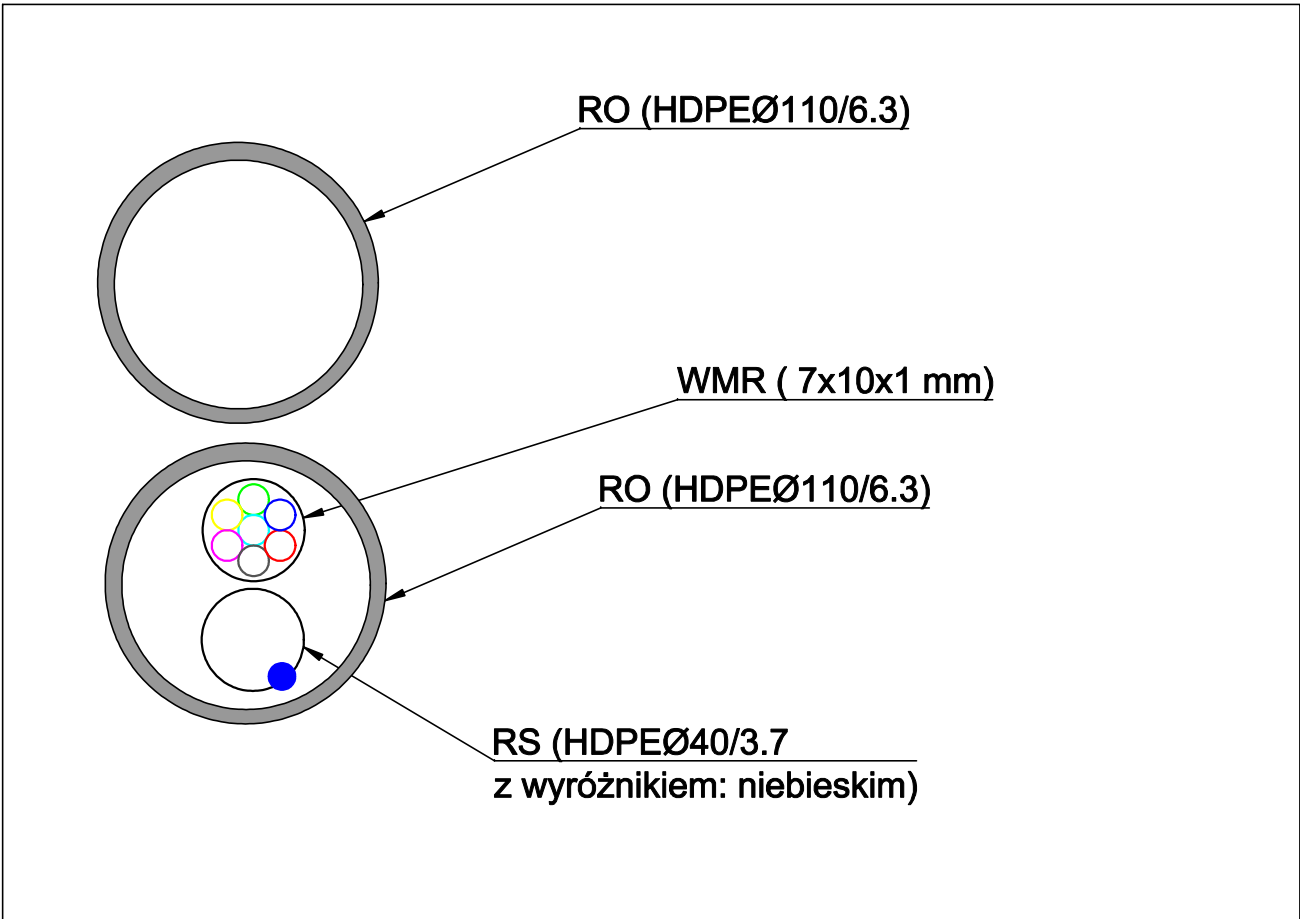 RO (HDPEØ110/6.3)
WMR ( 7x10x1 mm)
RO (HDPEØ110/6.3)
RS (HDPEØ40/3.7
z wyróżnikiem: niebieskim)